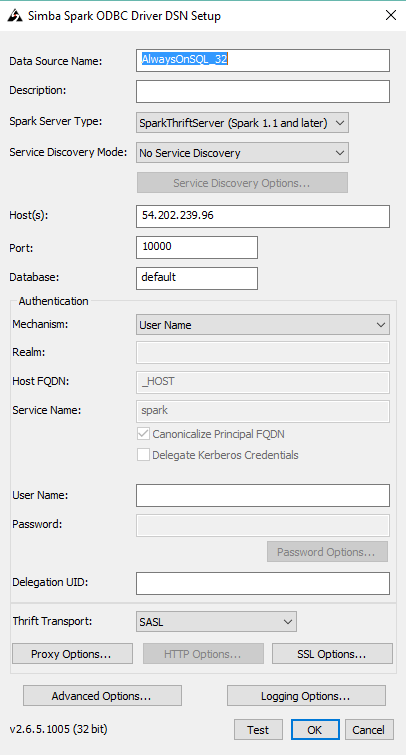 Simba Spark ODBC Driver DSN Setup
Data Source Name: AlwaysOnSQL_32
Description:
Spark Server Type: SparkThriftServer (Spark 1.1 and later)
Service Discovery Mode: No Service Discovery
Service Discovery Options...
Host(s): 54.202.239.96
Port: 10000
Database: default
Authentication
Mechanism: User Name
Realm:
Host FQDN: _HOST
Service Name: spark
Canonicalize Principal FQDN
Delegate Kerberos Credentials
User Name:
Password:
Password Options...
Delegation UID:
Thrift Transport: SASL
Proxy Options... HTTP Options... SSL Options...
Advanced Options... Logging Options...
v2.6.5.1005 (32 bit) Test OK Cancel